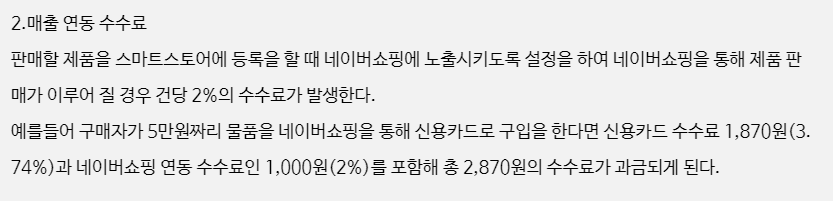 2.매출 연동 수수료
판매할 제품을 스마트스토어에 등록을 할 때 네이버쇼핑에 노출시키도록 설정을 하여 네이버쇼핑을 통해 제품 판
매가 이루어 질 경우 건당 2%의 수수료가 발생한다.
예를들어 구매자가 5만원짜리 물품을 네이버쇼핑을 통해 신용카드로 구입을 한다면 신용카드 수수료 1,870원(3.
74%)과 네이버쇼핑 연동 수수료인 1,000원(2%)를 포함해 총 2,870원의 수수료가 과금되게 된다.